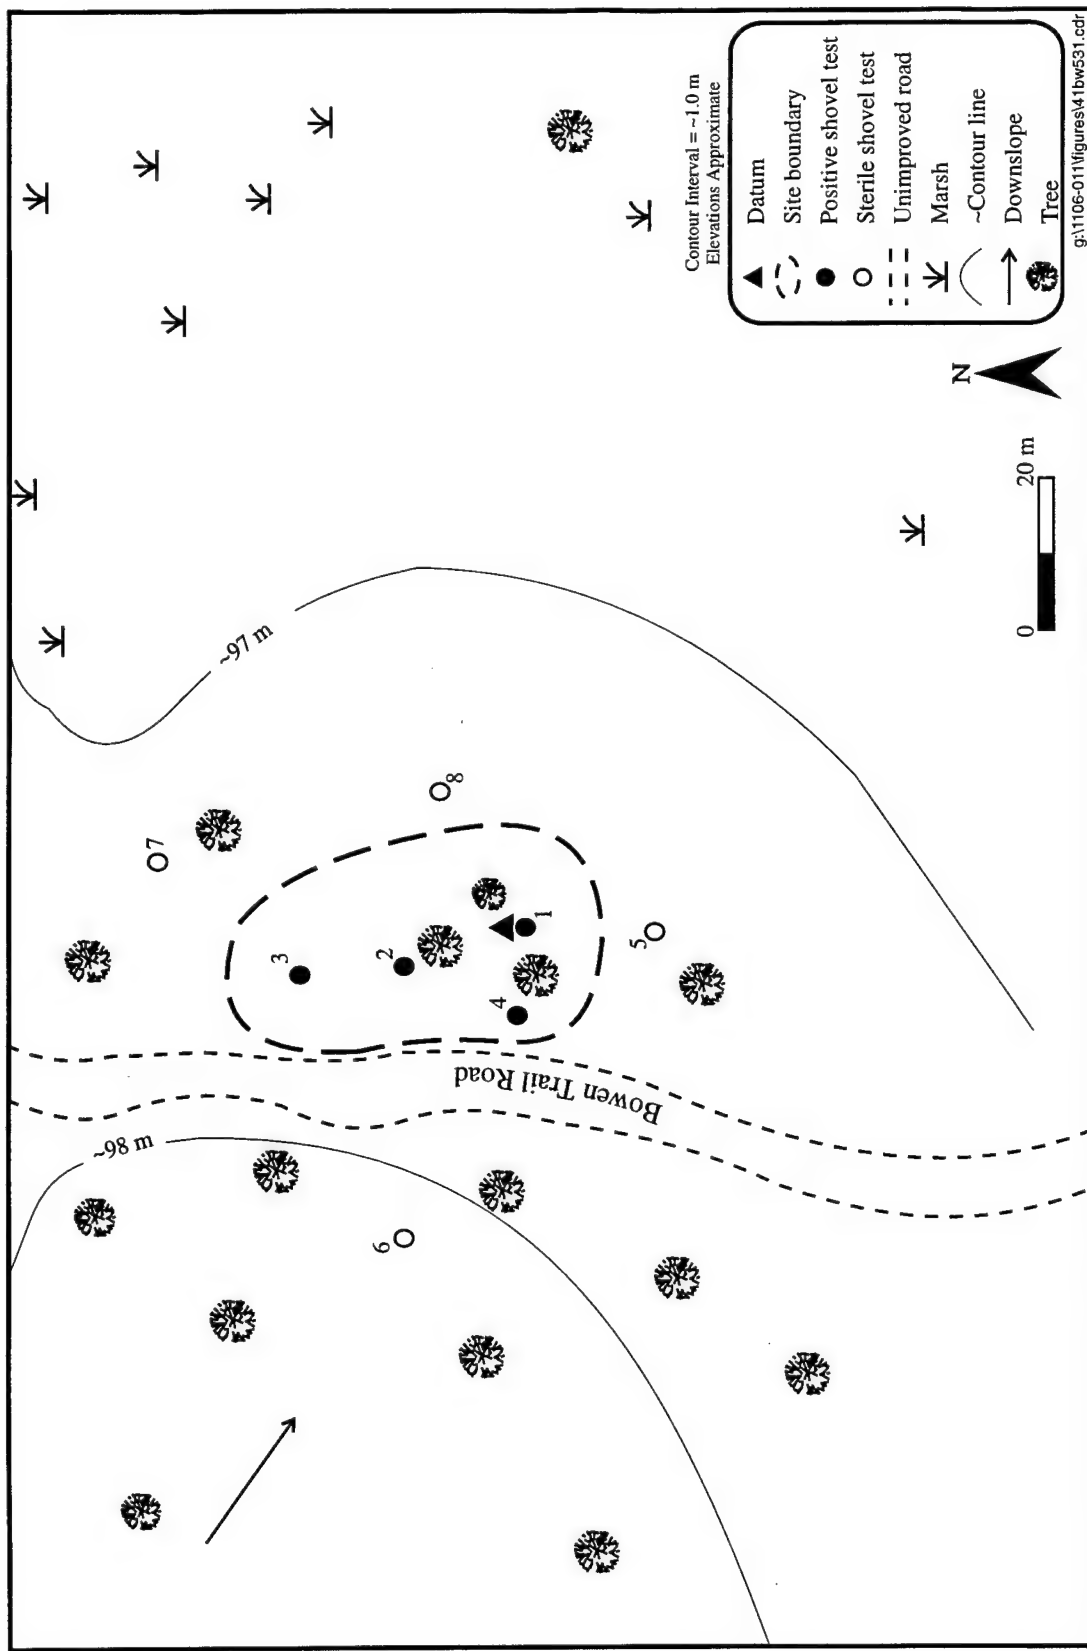 ~98 m
6
Bowen Trail Road
3
2
4
1
5
7
8
~97 m
0
20 m
N
Contour Interval = ~1.0 m
Elevations Approximate
Datum
Site boundary
Positive shovel test
Sterile shovel test
Unimproved road
Marsh
~Contour line
Downslope
Tree
g:\1106-011\figures\41bw531.cdr